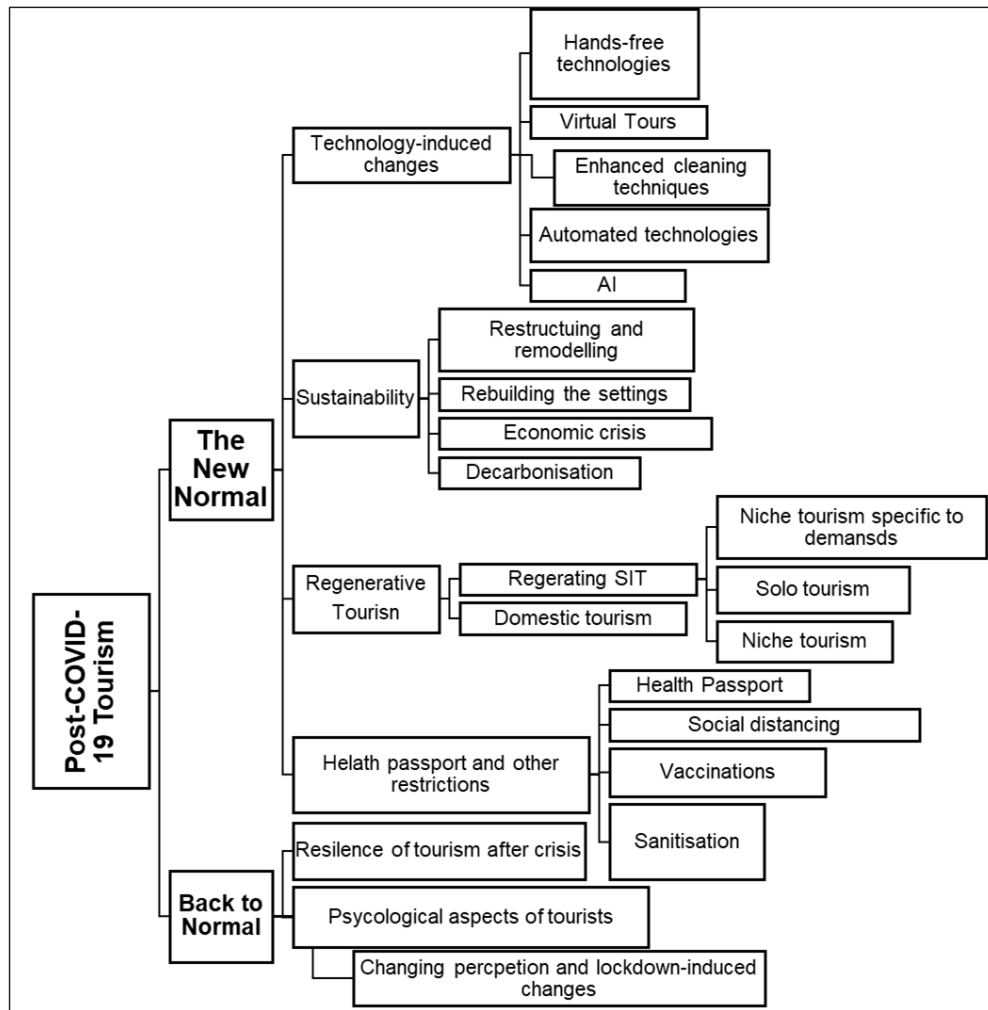 Post-COVID-
19 Tourism
The
New
Normal
Technology-induced
changes
Hands-free
technologies
Virtual Tours
Enhanced cleaning
techniques
Automated technologies
AI
Sustainability
Restructuing and
remodelling
Rebuilding the settings
Economic crisis
Decarbonisation
Regenerative
Tourisn
Regerating SIT
Niche tourism specific to
demansds
Solo tourism
Niche tourism
Domestic tourism
Helath passport and other
restrictions
Health Passport
Social distancing
Vaccinations
Sanitisation
Back to
Normal
Resilence of tourism after crisis
Psycological aspects of tourists
Changing percpetion and lockdown-induced
changes